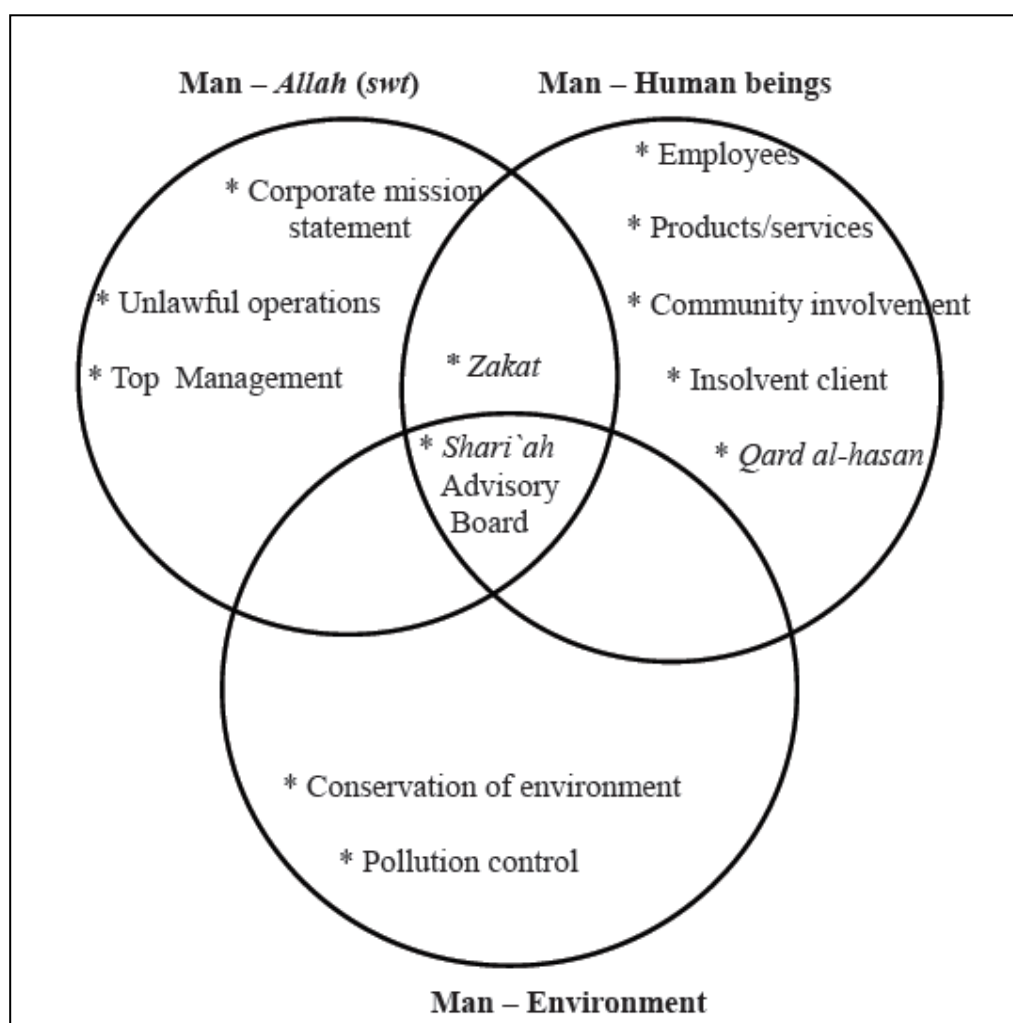 Man – Allah (swt)
Man – Human beings
* Employees
* Corporate mission
statement
* Products/services
* Unlawful operations
* Community involvement
* Zakat
* Top Management
* Insolvent client
* Shari`ah
Advisory
Board
* Qard al-hasan
* Conservation of environment
* Pollution control
Man – Environment